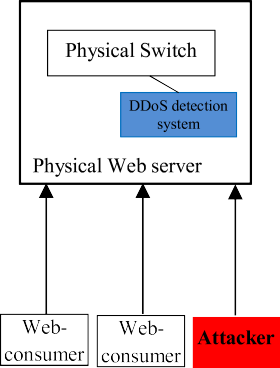 Physical Switch
DDoS detection
system
Physical Web server
Web-
consumer
Web-
consumer
Attacker